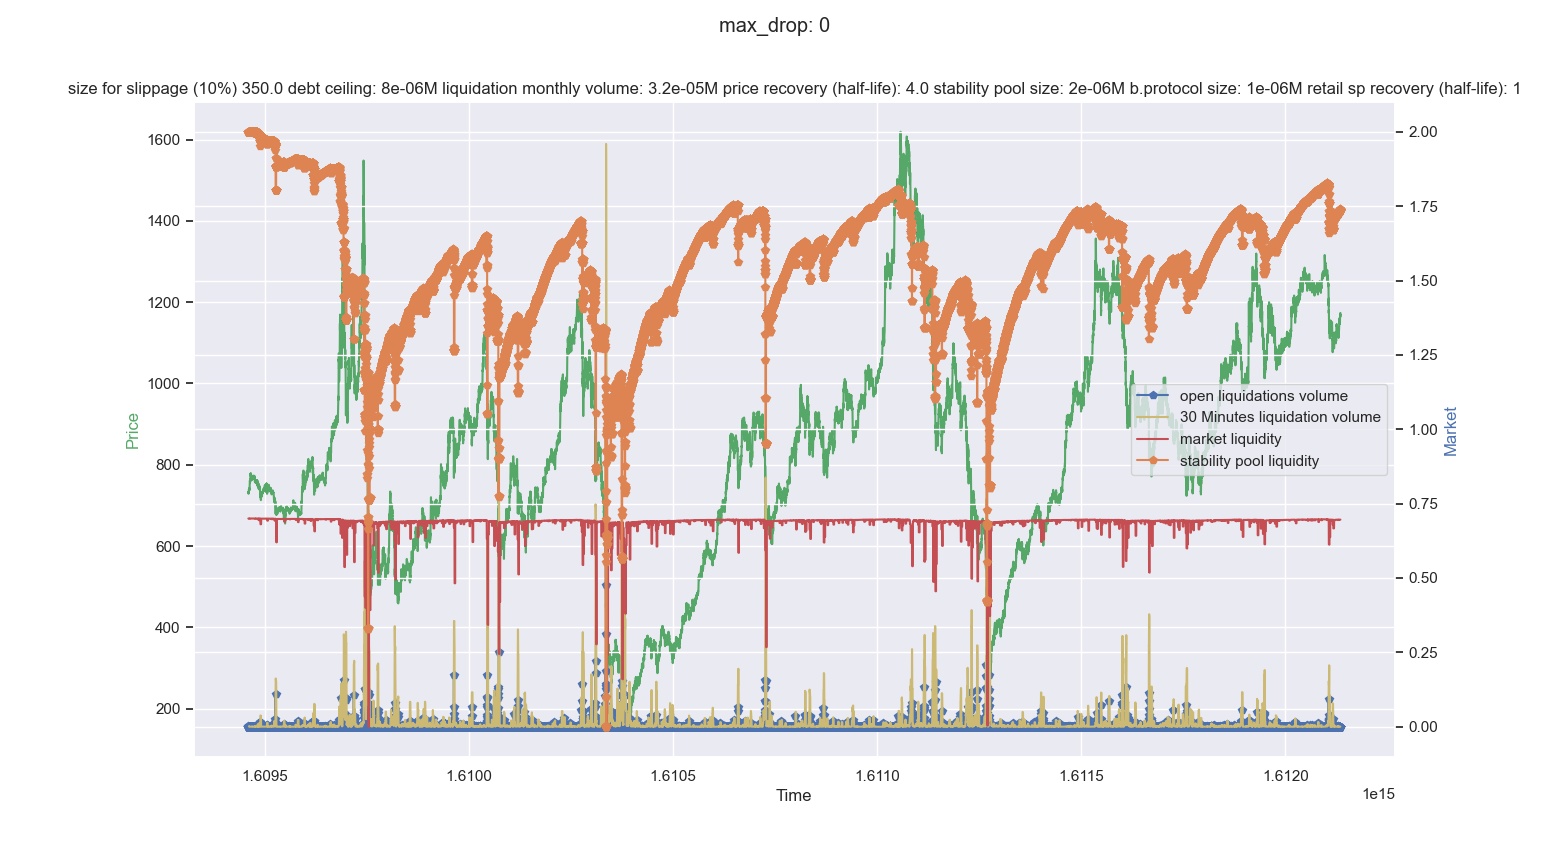 max_drop: 0
size for slippage (10%) 350.0 debt ceiling: 8e-06M liquidation monthly volume: 3.2e-05M price recovery (half-life): 4.0 stability pool size: 2e-06M b.protocol size: 1e-06M retail sp recovery (half-life): 1
1600
1400
1200
1000
800
600
400
200
Price
2.00
1.75
1.50
1.25
1.00
0.75
0.50
0.25
0.00
Market
open liquidations volume
30 Minutes liquidation volume
market liquidity
stability pool liquidity
1.6095 1.6100 1.6105 1.6110 1.6115 1.6120
Time
1e15